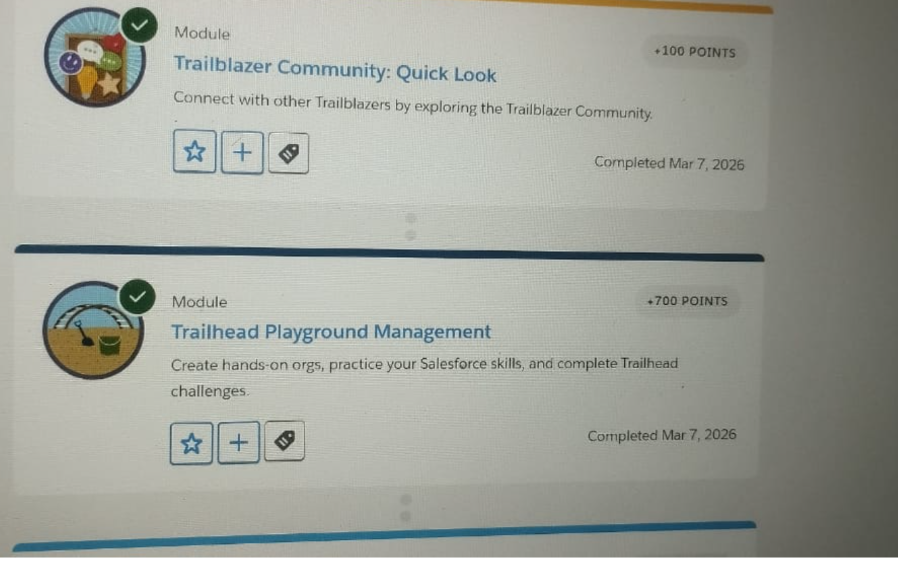 Module
+100 POINTS
Trailblazer Community: Quick Look
Connect with other Trailblazers by exploring the Trailblazer Community.
Completed Mar 7, 2026
Module
+700 POINTS
Trailhead Playground Management
Create hands-on orgs, practice your Salesforce skills, and complete Trailhead
challenges.
Completed Mar 7, 2026